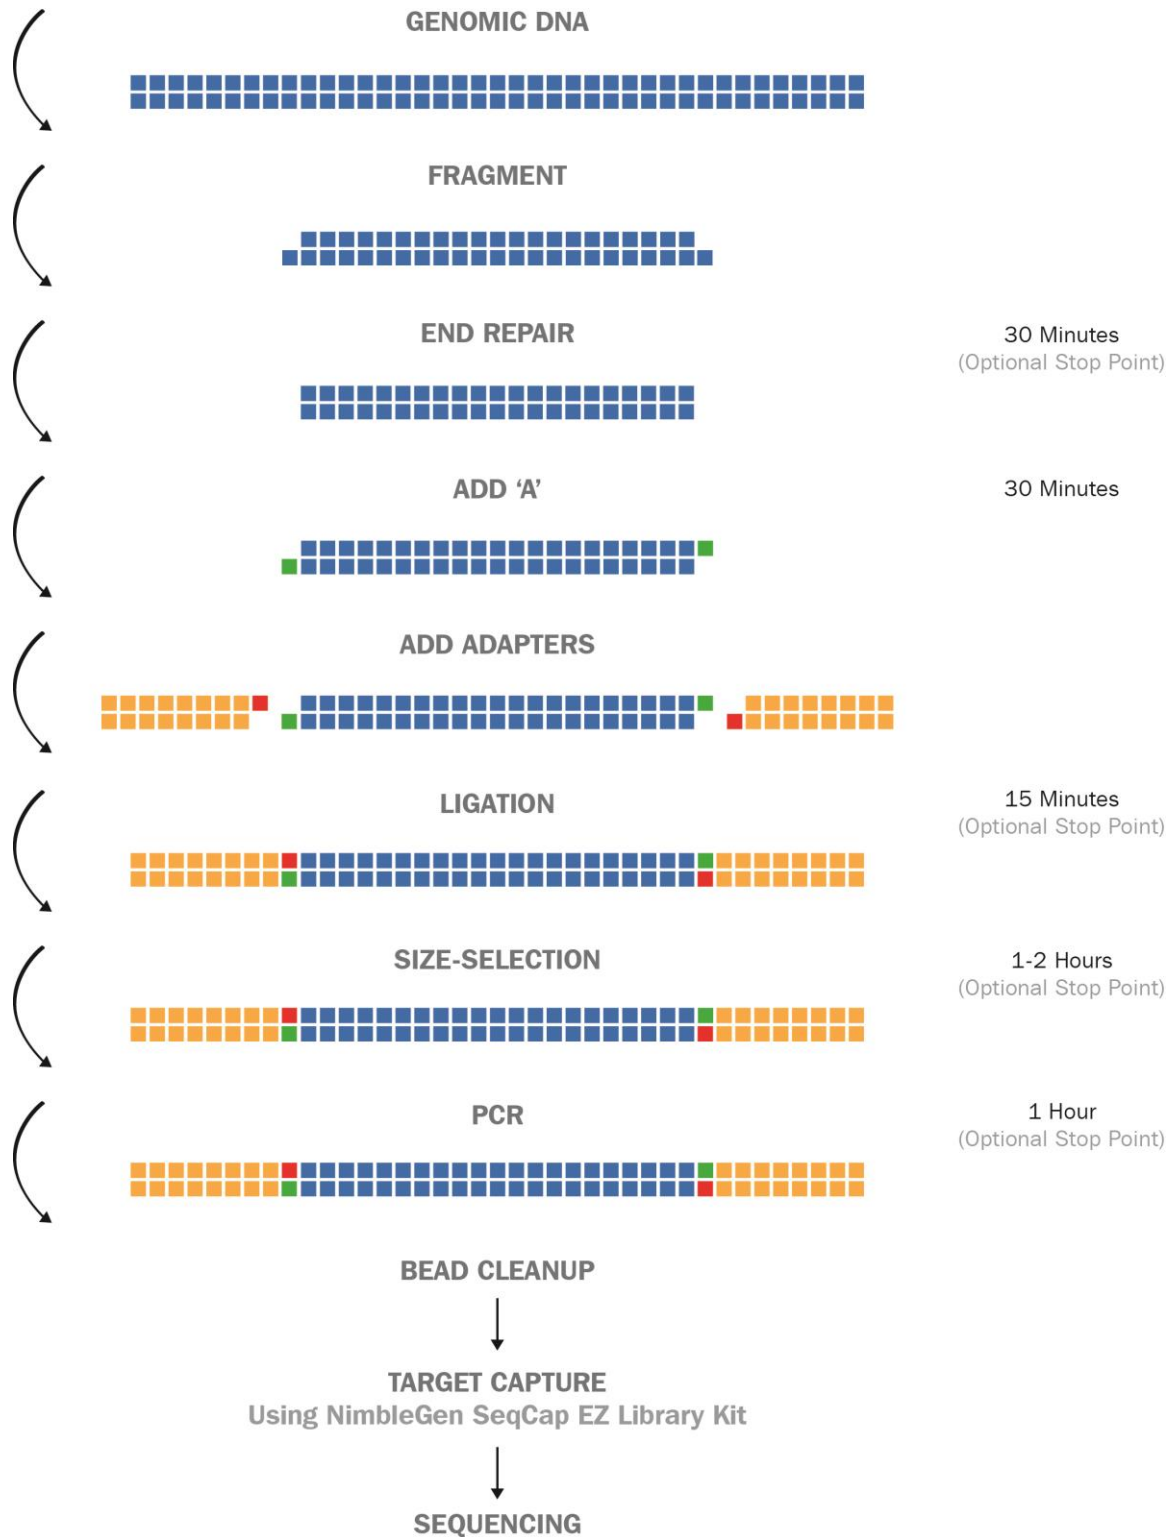 GENOMIC DNA
FRAGMENT
END REPAIR
30 Minutes
(Optional Stop Point)
ADD ‘A’
30 Minutes
ADD ADAPTERS
LIGATION
15 Minutes
(Optional Stop Point)
SIZE-SELECTION
1-2 Hours
(Optional Stop Point)
PCR
1 Hour
(Optional Stop Point)
BEAD CLEANUP
TARGET CAPTURE
Using NimbleGen SeqCap EZ Library Kit
SEQUENCING